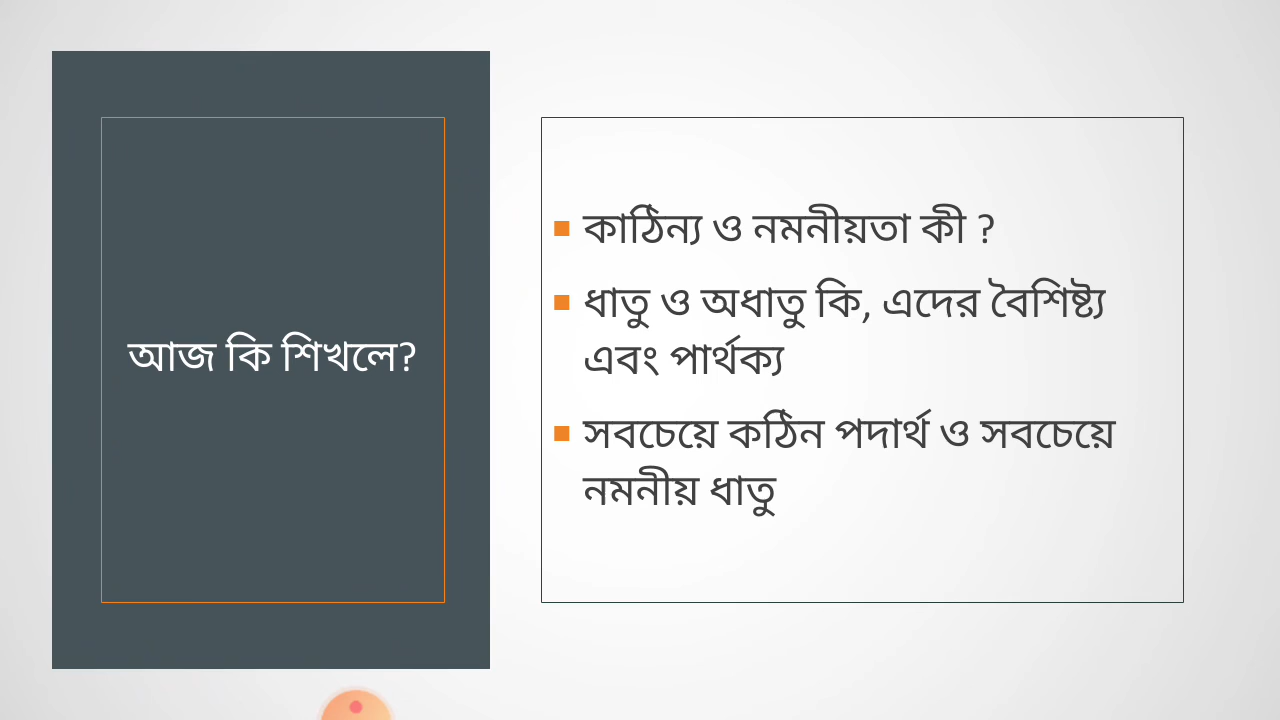 আজ কি শিখলে?
কাঠিন্য ও নমনীয়তা কী ?
ধাতু ও অধাতু কি, এদের বৈশিষ্ট্য
এবং পার্থক্য
সবচেয়ে কঠিন পদার্থ ও সবচেয়ে
নমনীয় ধাতু